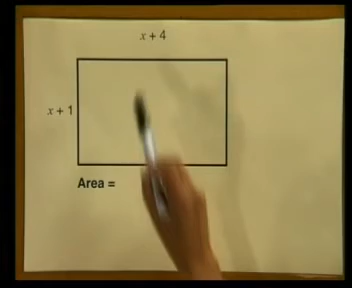 x + 4
x + 1
Area =